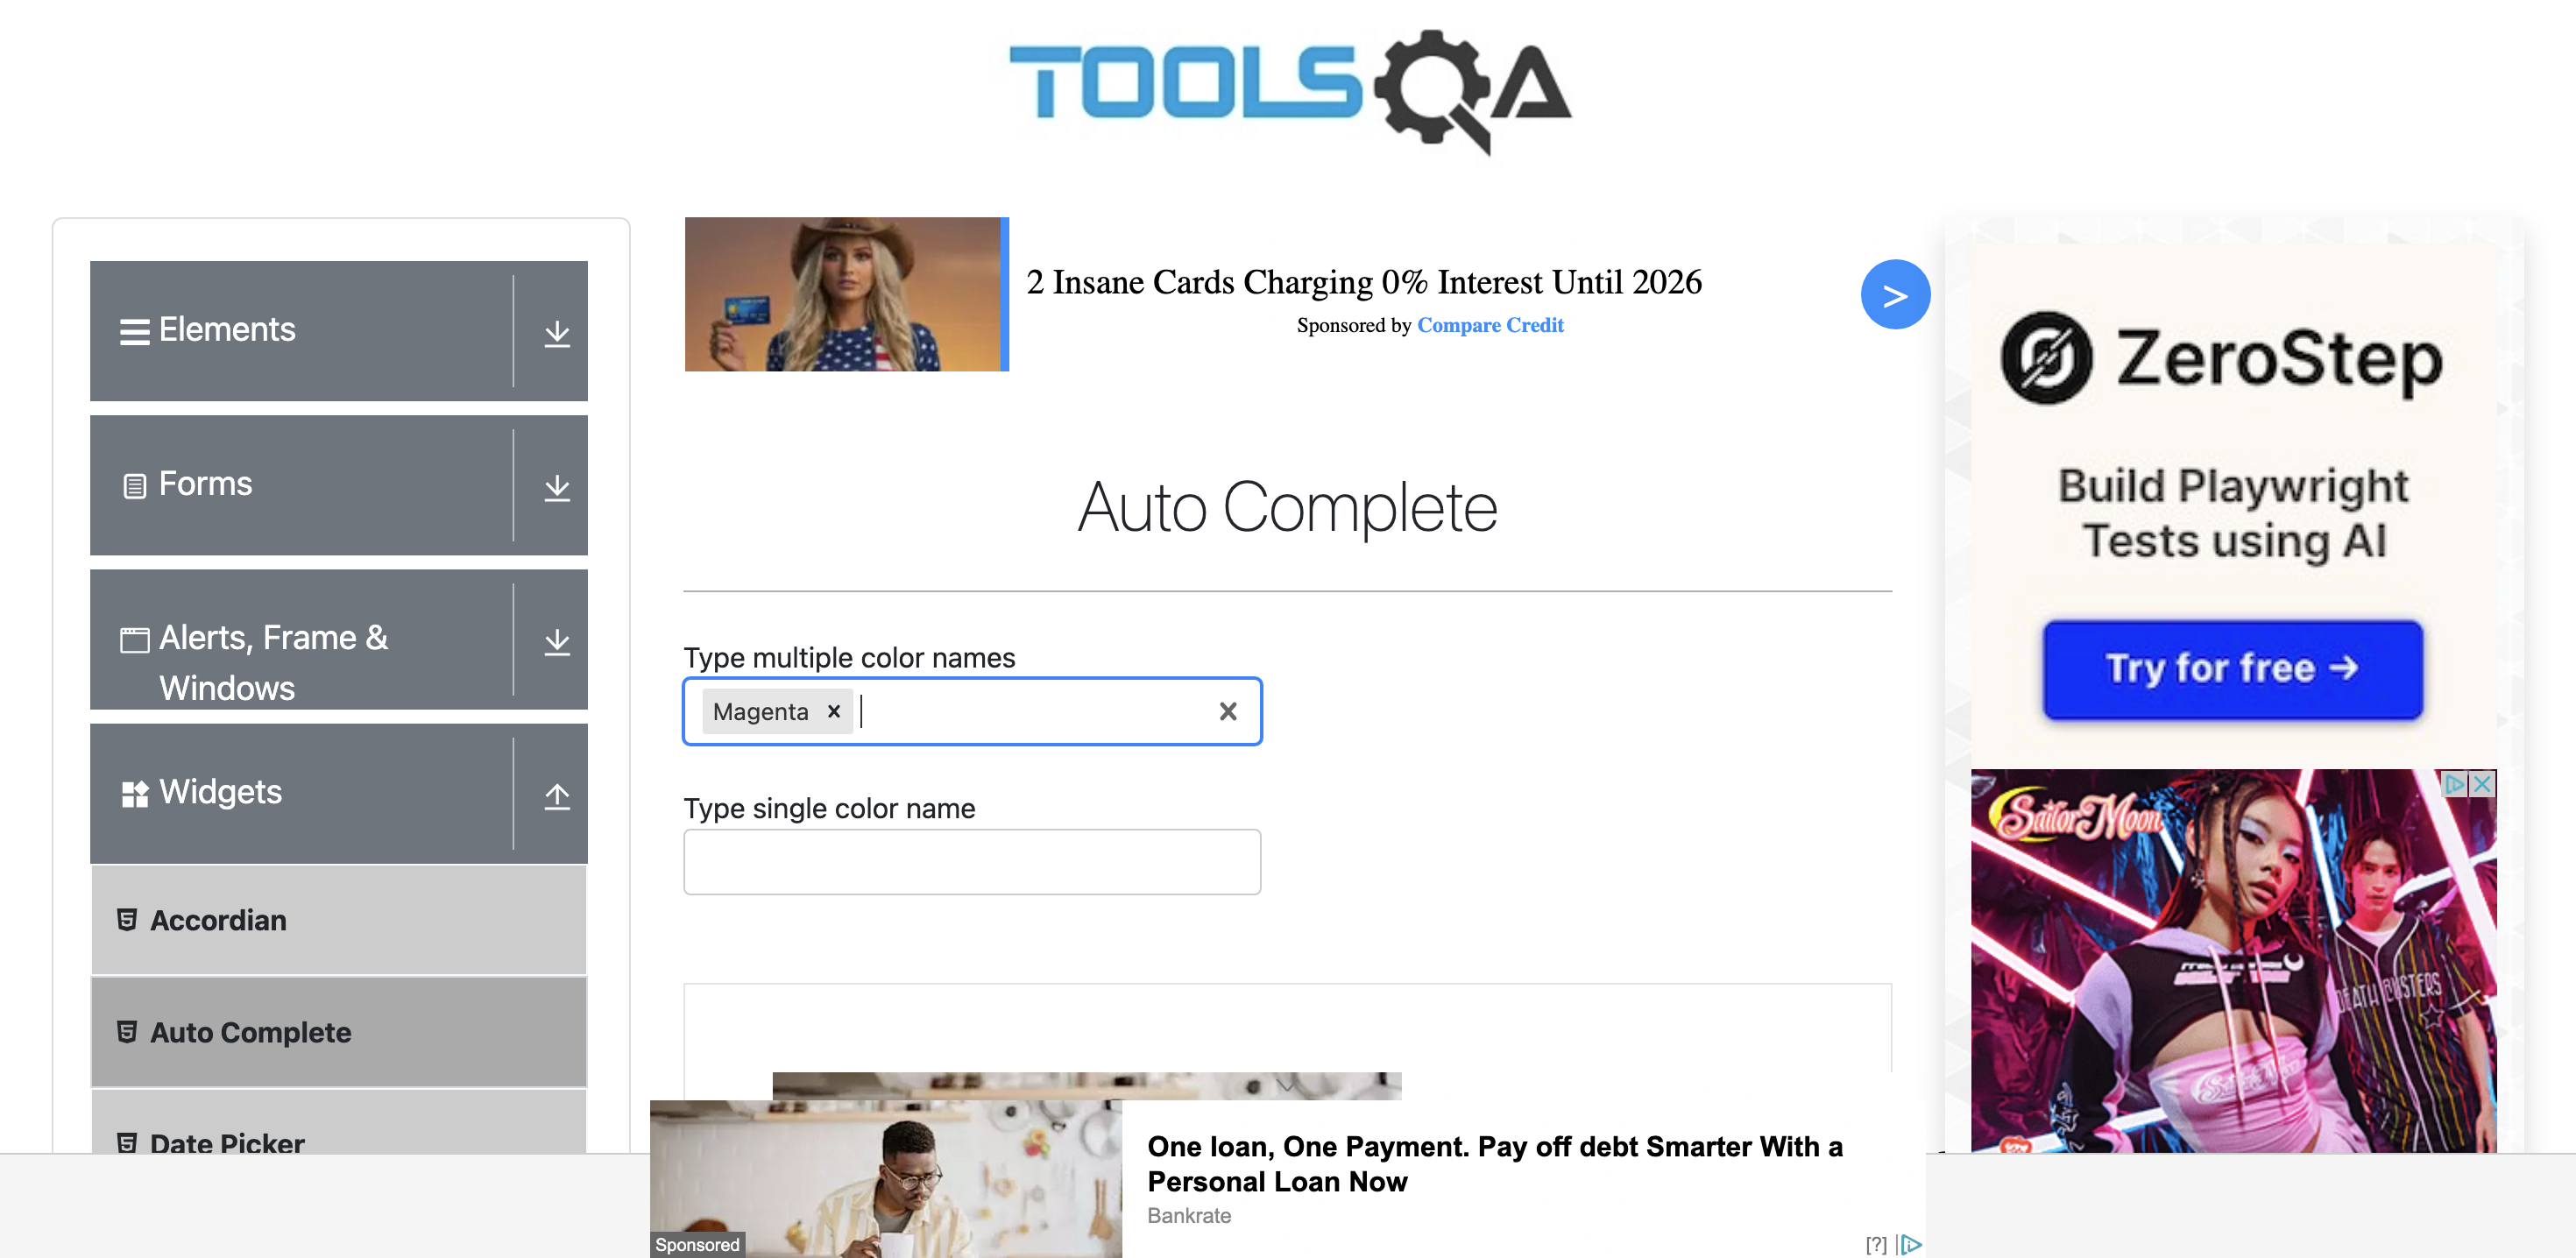 TOOLSQA
Elements
Forms
Alerts, Frame &
Windows
Widgets
Accordian
Auto Complete
Date Picker
2 Insane Cards Charging 0% Interest Until 2026
Sponsored by Compare Credit
>
Auto Complete
Type multiple color names
Magenta
Type single color name
ZeroStep
Build Playwright
Tests using AI
Try for free →
Sailor Moon
DEATH BUSTERS
One loan, One Payment. Pay off debt Smarter With a
Personal Loan Now
Bankrate
Sponsored
[?]